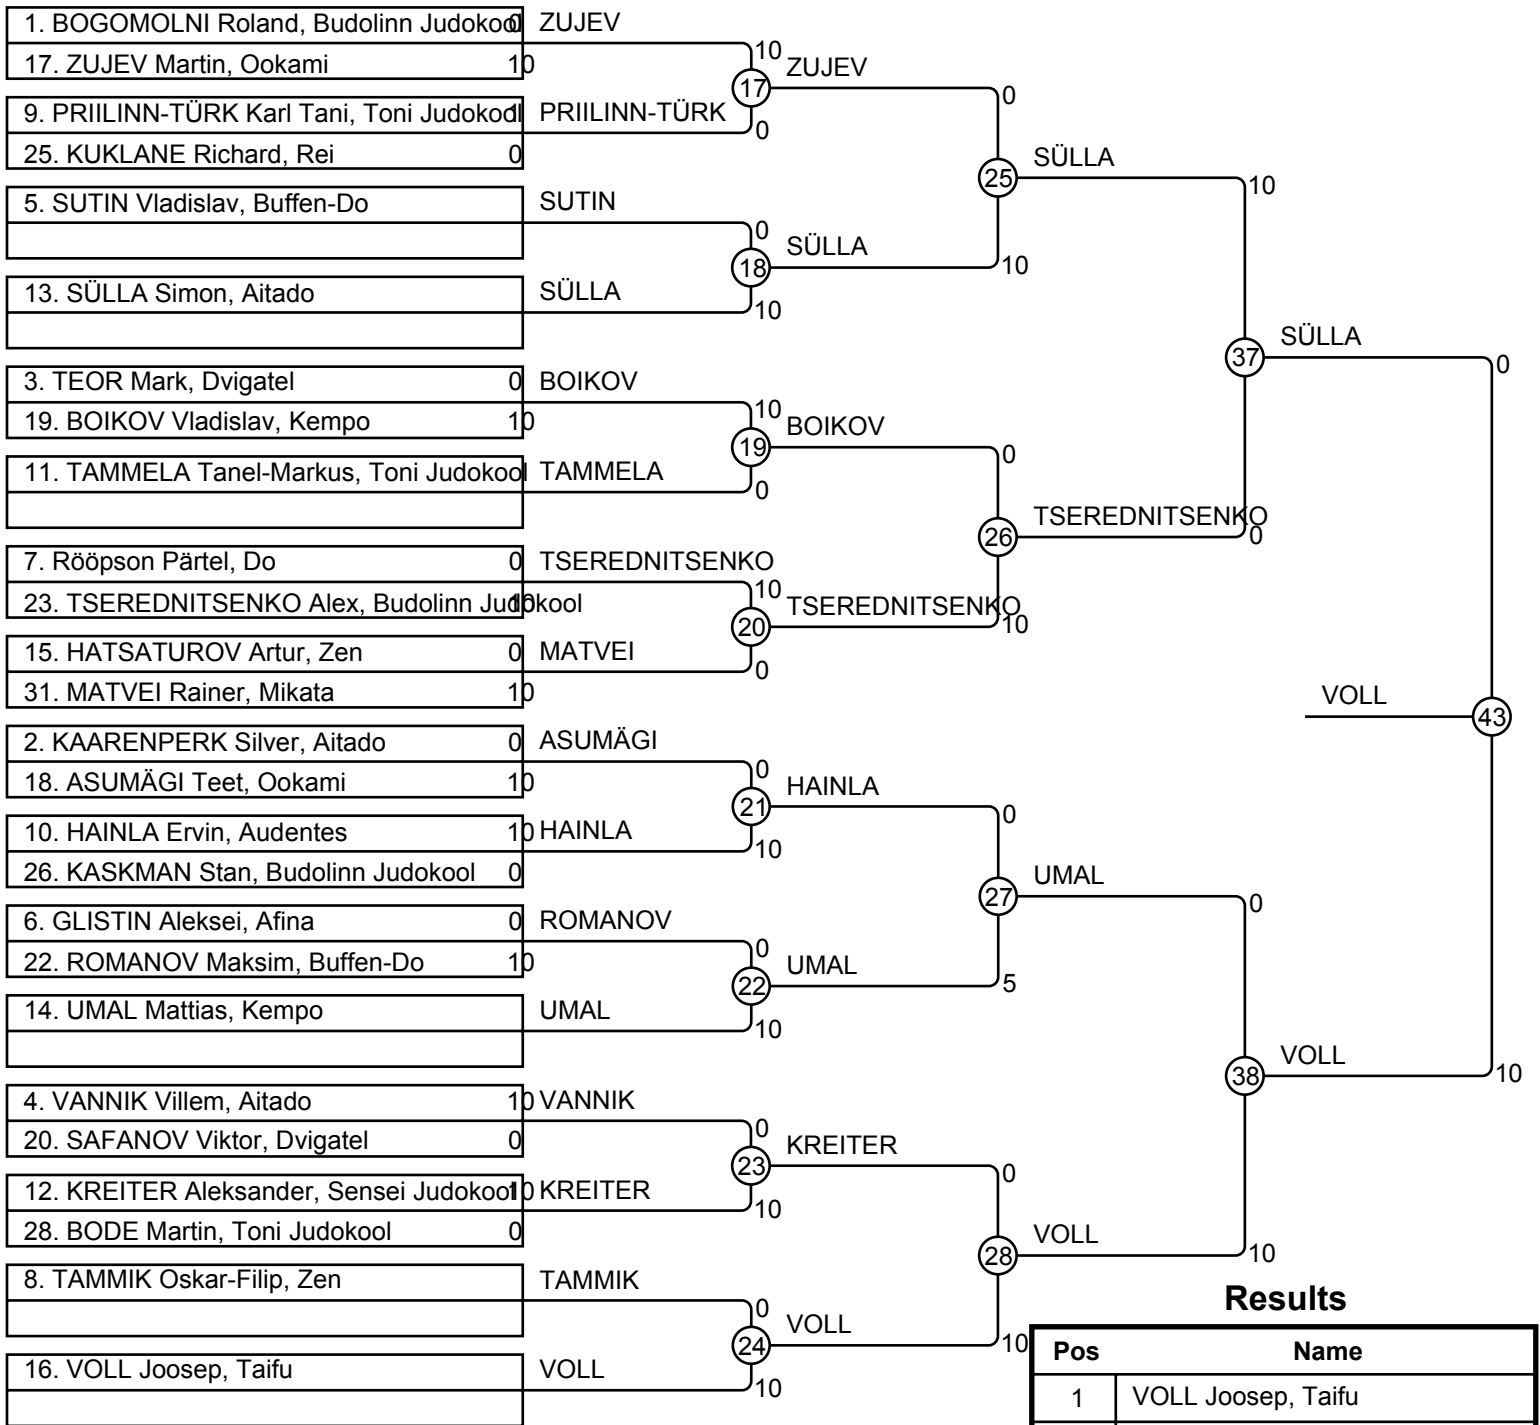 1. BOGOMOLNI Roland, Budolinn Judokool 0 ZUJEV
10
17. ZUJEV Martin, Ookami 10
ZUJEV
17
0
9. PRIILINN-TÜRK Karl Tani, Toni Judokool PRIILINN-TÜRK
0
25. KUKLANE Richard, Rei 0
SÜLLA
25
10
5. SUTIN Vladislav, Buffen-Do SUTIN
0
SÜLLA
18
10
13. SÜLLA Simon, Aitado SÜLLA
10
SÜLLA
37
0
3. TEOR Mark, Dvigatel 0 BOIKOV
10
19. BOIKOV Vladislav, Kempo 10
BOIKOV
19
0
11. TAMMELA Tanel-Markus, Toni Judokool TAMMELA
0
TSEREDNITSENKO
26
0
7. Rööpson Pärtel, Do 0 TSEREDNITSENKO
10
23. TSEREDNITSENKO Alex, Budolinn Judokool 10
TSEREDNITSENKO
20
10
15. HATSATUROV Artur, Zen 0 MATVEI
0
31. MATVEI Rainer, Mikata 10
VOLL
43
2. KAARENPERK Silver, Aitado 0 ASUMÄGI
0
18. ASUMÄGI Teet, Ookami 10
HAINLA
21
0
10. HAINLA Ervin, Audentes 10 HAINLA
10
26. KASKMAN Stan, Budolinn Judokool 0
UMAL
27
0
6. GLISTIN Aleksei, Afina 0 ROMANOV
0
22. ROMANOV Maksim, Buffen-Do 10
UMAL
22
5
14. UMAL Mattias, Kempo UMAL
10
VOLL
38
10
4. VANNIK Villem, Aitado 10 VANNIK
0
20. SAFANOV Viktor, Dvigatel 0
KREITER
23
0
12. KREITER Aleksander, Sensei Judokool 10 KREITER
10
28. BODE Martin, Toni Judokool 0
VOLL
28
10
8. TAMMIK Oskar-Filip, Zen TAMMIK
0
VOLL
24
10
16. VOLL Joosep, Taifu VOLL
10
Results
Pos Name
1 VOLL Joosep, Taifu